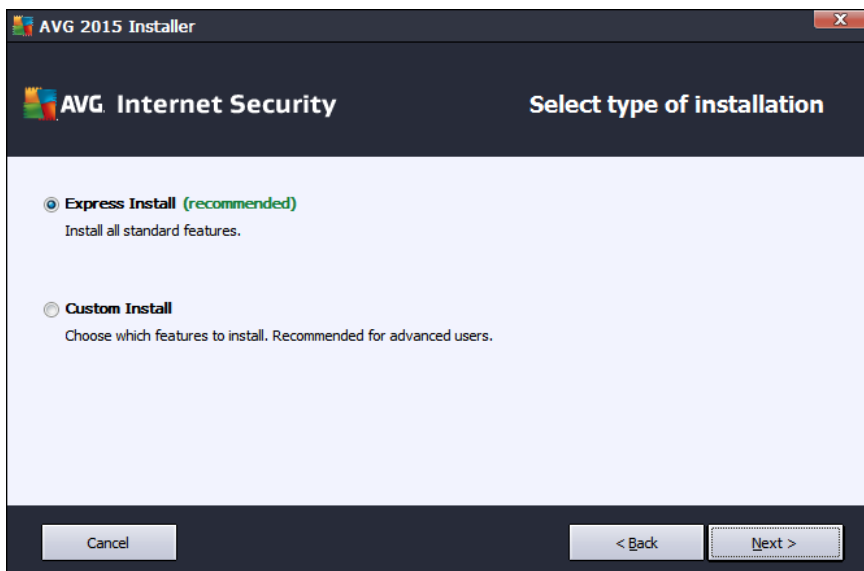 AVG 2015 Installer
X
AVG Internet Security
Select type of installation
Express Install (recommended)
Install all standard features.
Custom Install
Choose which features to install. Recommended for advanced users.
Cancel
< Back
Next >